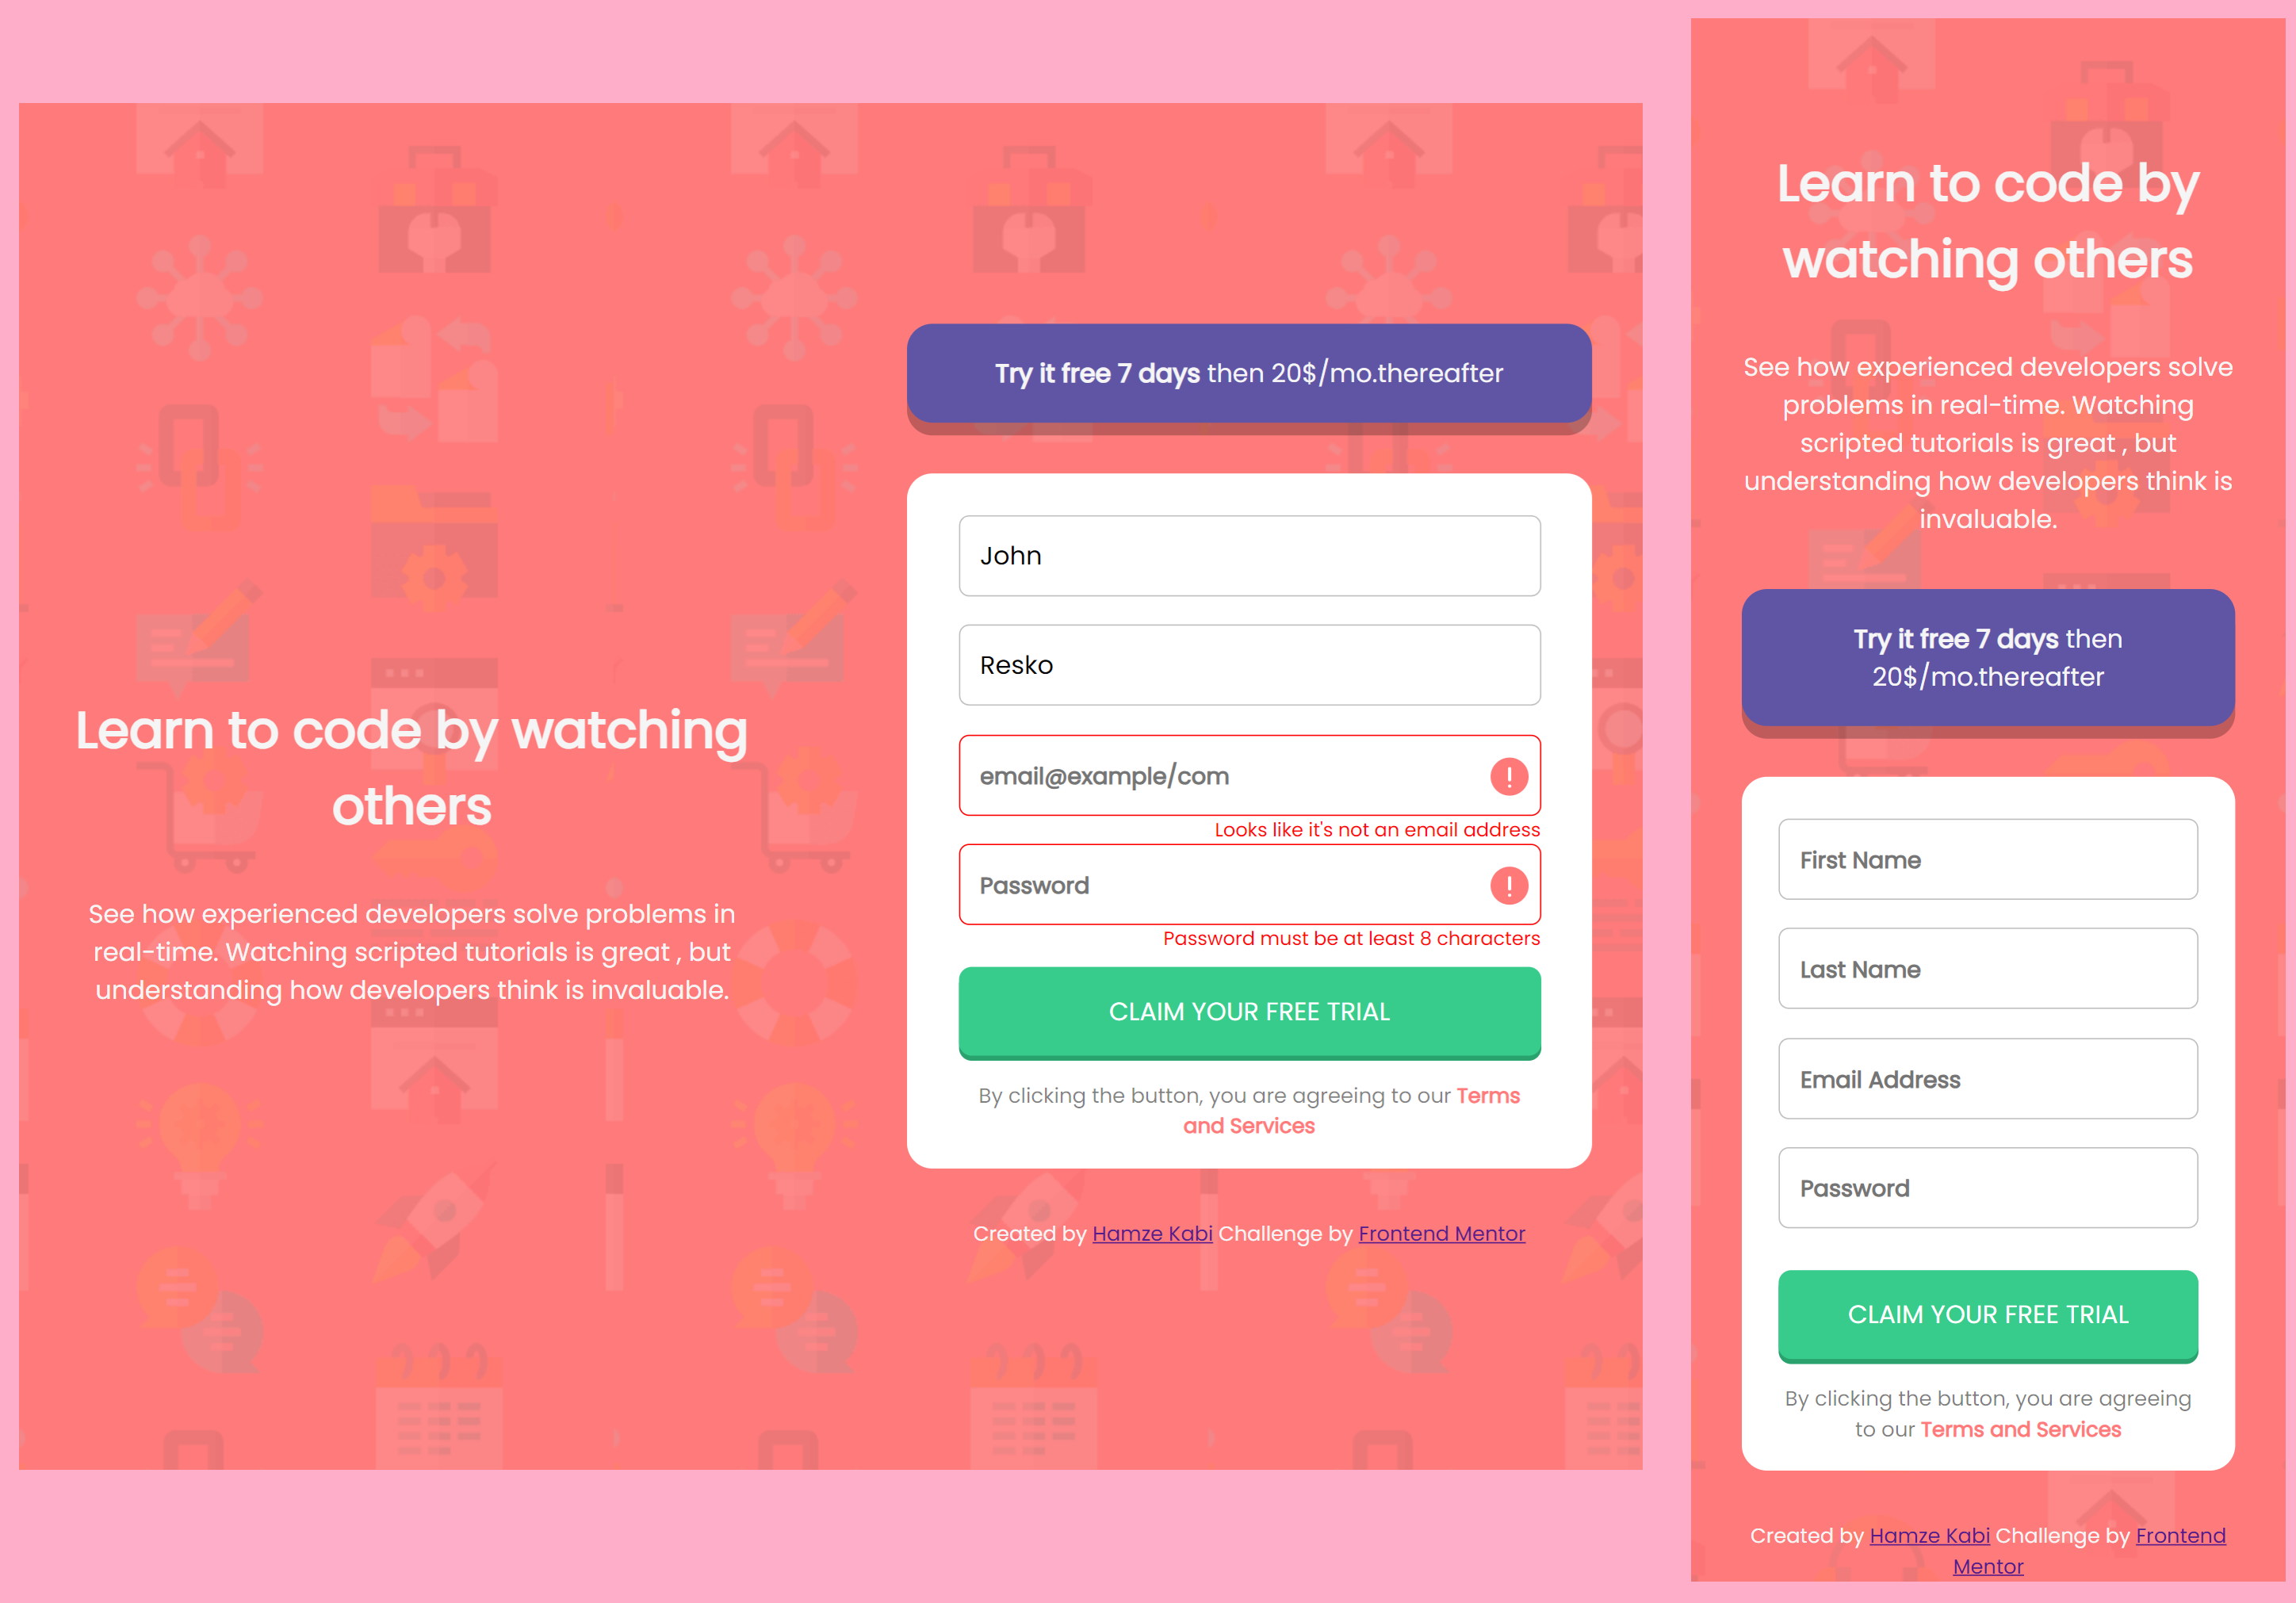 Learn to code by watching
others
See how experienced developers solve problems in
real-time. Watching scripted tutorials is great , but
understanding how developers think is invaluable.
Try it free 7 days then 20$/mo.thereafter
John
Resko
email@example/com
Looks like it's not an email address
Password
Password must be at least 8 characters
CLAIM YOUR FREE TRIAL
By clicking the button, you are agreeing to our Terms
and Services
Created by Hamze Kabi Challenge by Frontend Mentor
Learn to code by
watching others
See how experienced developers solve
problems in real-time. Watching
scripted tutorials is great , but
understanding how developers think is
invaluable.
Try it free 7 days then
20$/mo.thereafter
First Name
Last Name
Email Address
Password
CLAIM YOUR FREE TRIAL
By clicking the button, you are agreeing
to our Terms and Services
Created by Hamze Kabi Challenge by Frontend
Mentor